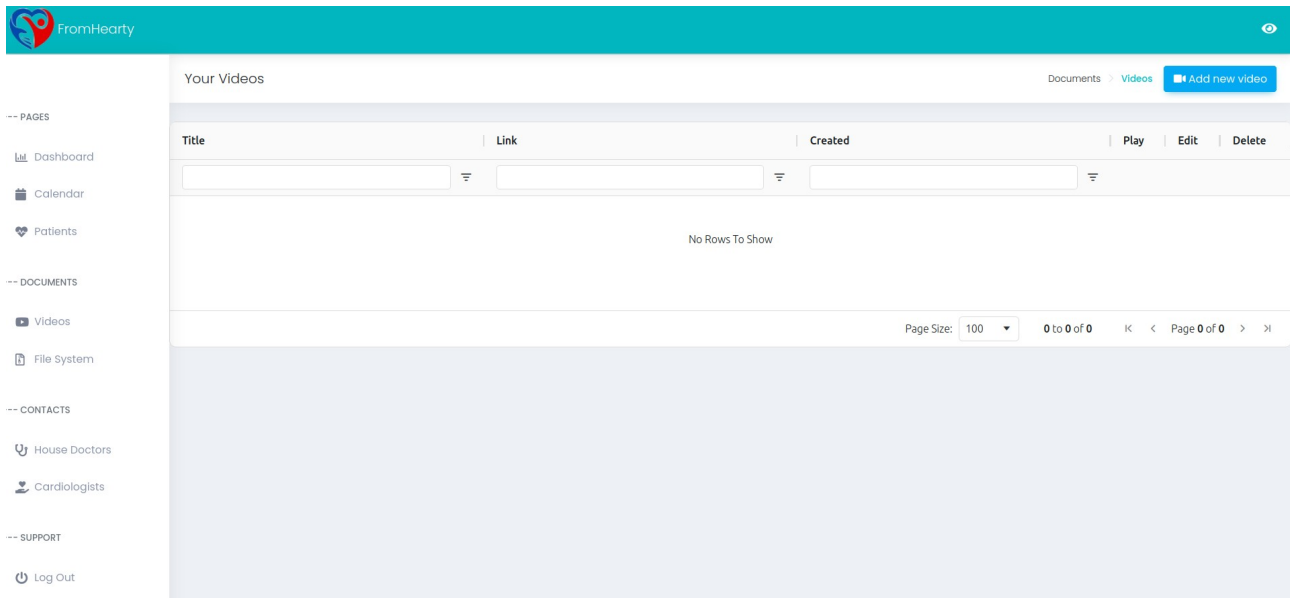 FromHearty
Your Videos
Documents > Videos
Add new video
-- PAGES
Dashboard
Calendar
Patients
-- DOCUMENTS
Videos
File System
-- CONTACTS
House Doctors
Cardiologists
-- SUPPORT
Log Out
Title Link Created Play Edit Delete
No Rows To Show
Page Size: 100 0 to 0 of 0 Page 0 of 0